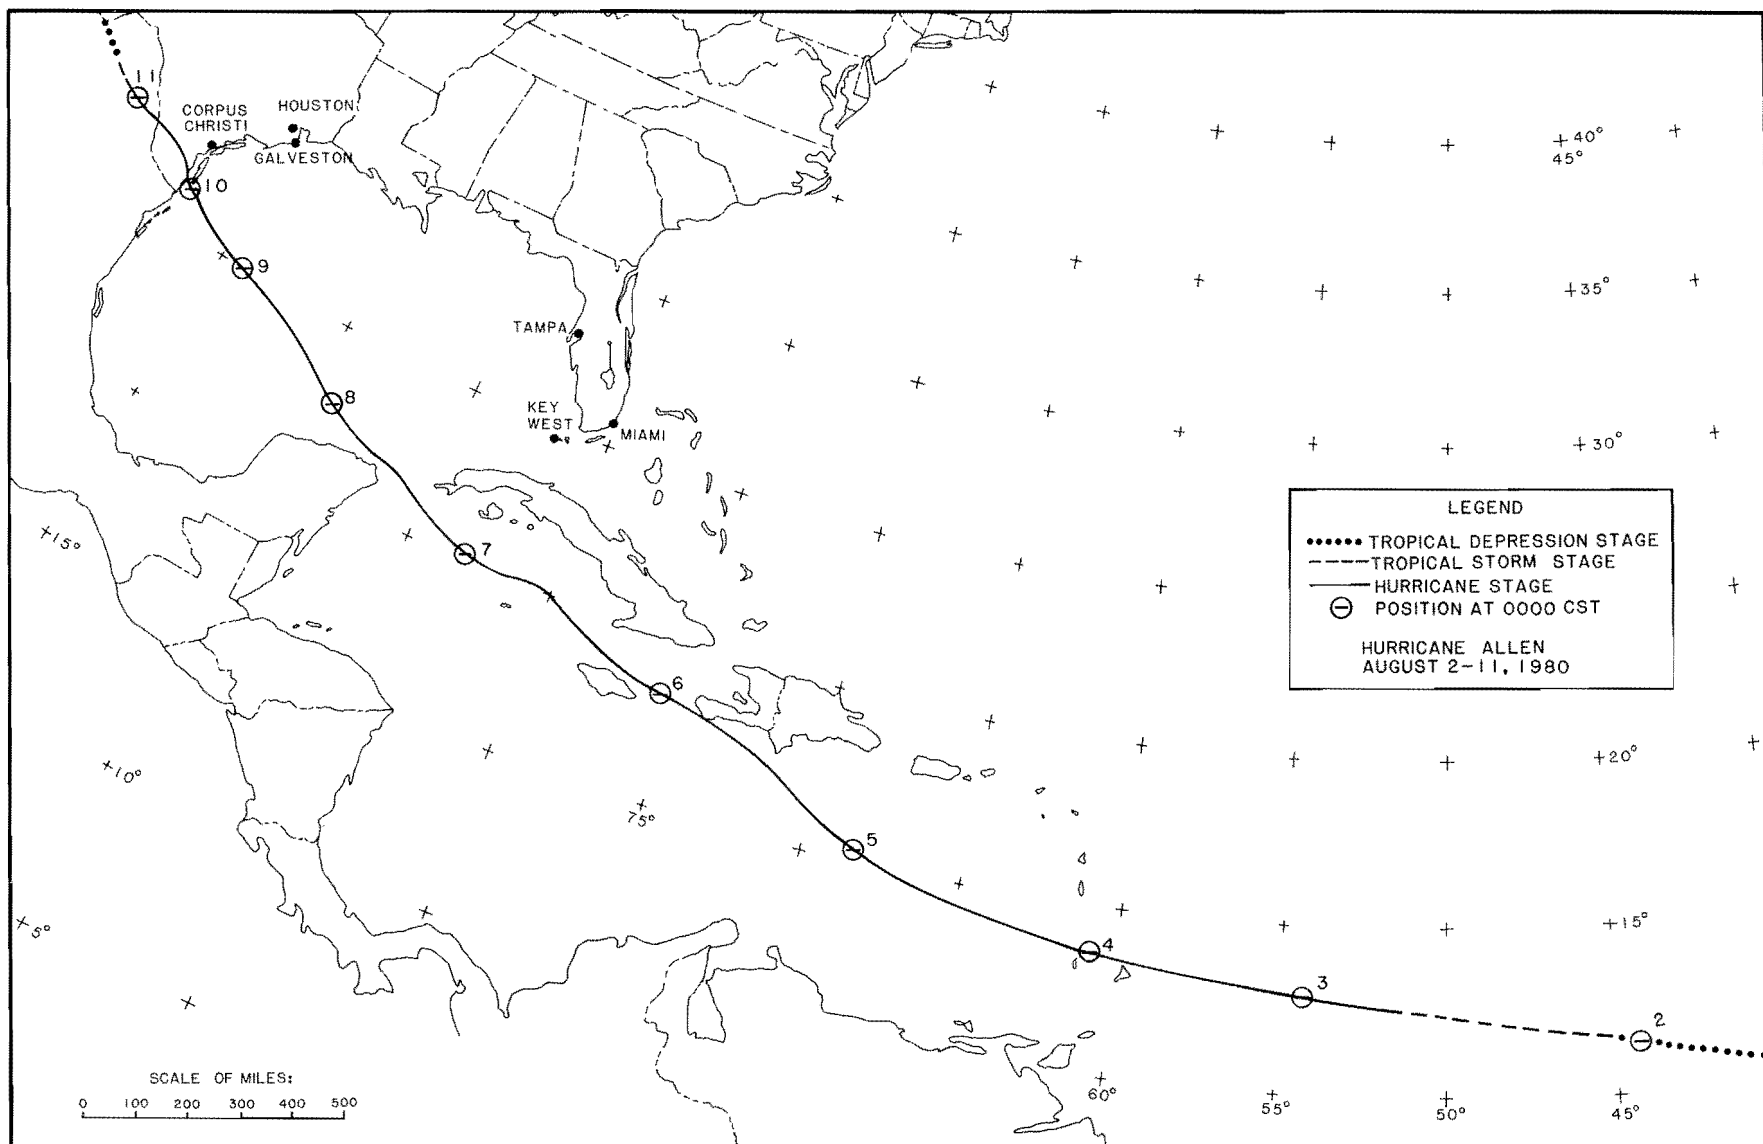 11
CORPUS
CHRISTI
HOUSTON
GALVESTON
10
40°
45°
9
35°
TAMPA
8
KEY
WEST
MIAMI
30°
15°
7
LEGEND
TROPICAL DEPRESSION STAGE
TROPICAL STORM STAGE
HURRICANE STAGE
POSITION AT 0000 CST
HURRICANE ALLEN
AUGUST 2-11, 1980
6
10°
20°
75°
5
5°
15°
4
3
2
SCALE OF MILES:
0 100 200 300 400 500
60°
55°
50°
45°